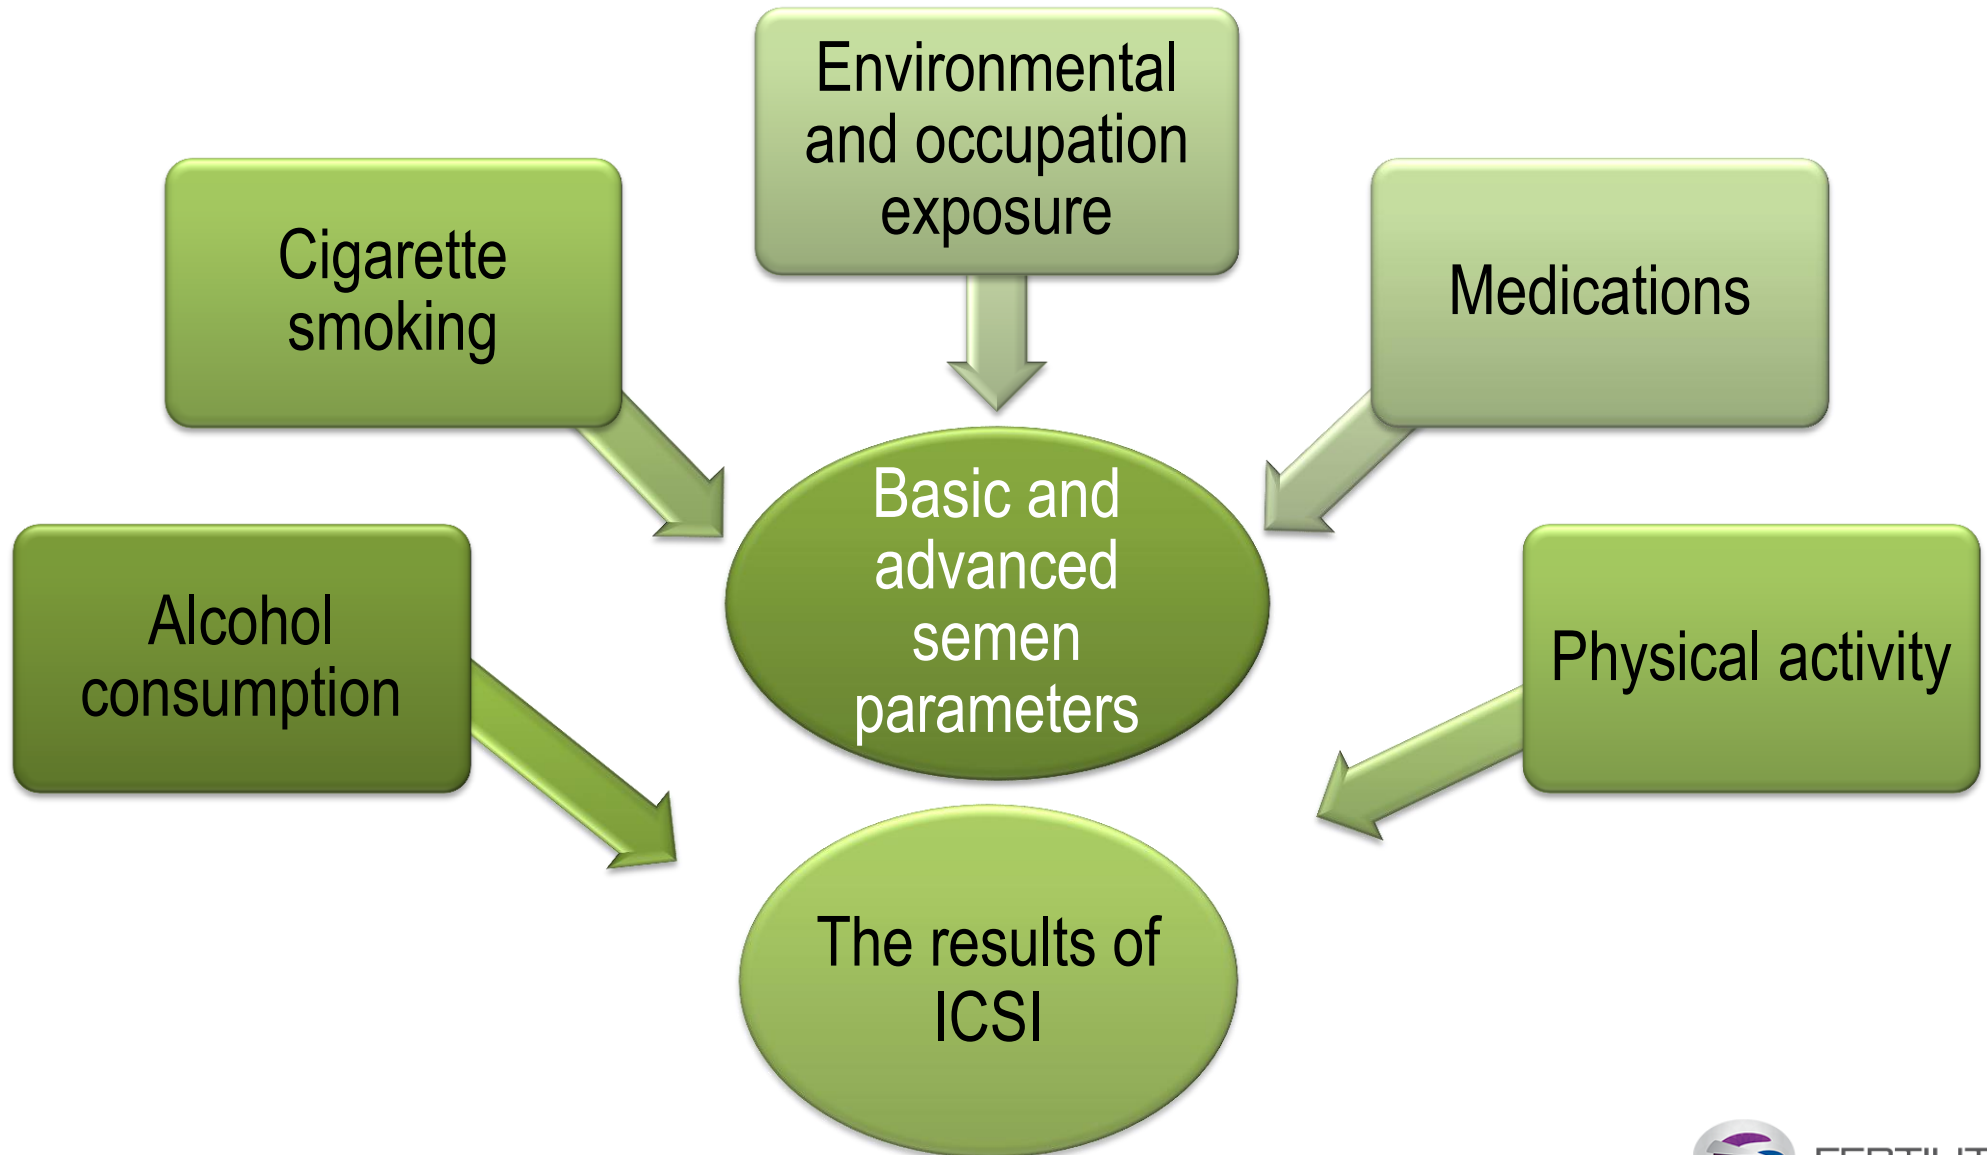 Environmental
and occupation
exposure
Cigarette
smoking
Medications
Basic and
advanced
semen
parameters
Alcohol
consumption
Physical activity
The results of
ICSI